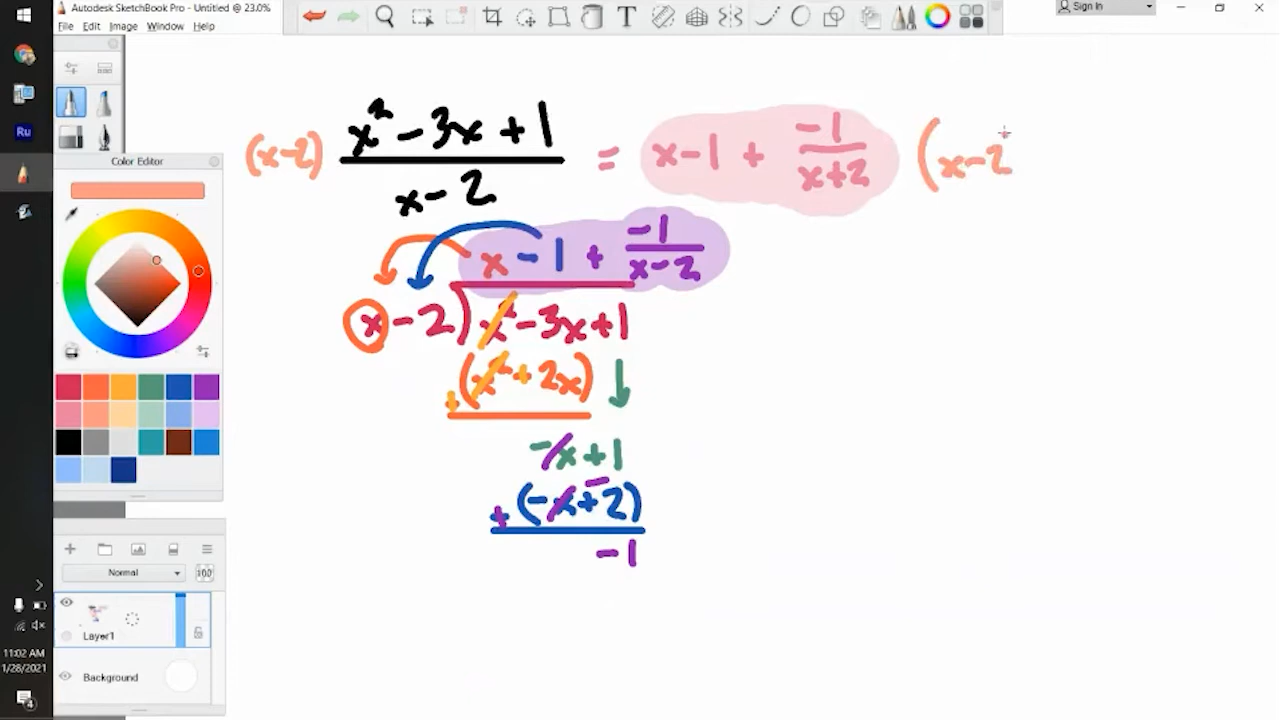 Autodesk SketchBook Pro - Untitled @ 23.0%
Sign In
File Edit Image Window Help
T
Color Editor
Ru
(x-2) x² - 3x + 1 = x-1 + -1 (x-2
x-2 x+2
x -1 + -1
x-2
x-2) x² -3x+1
+ (x² + 2x)
-x+1
+ (-x+2)
-1
Normal
100
Layer1
Background
11:02 AM
1/28/2021
4